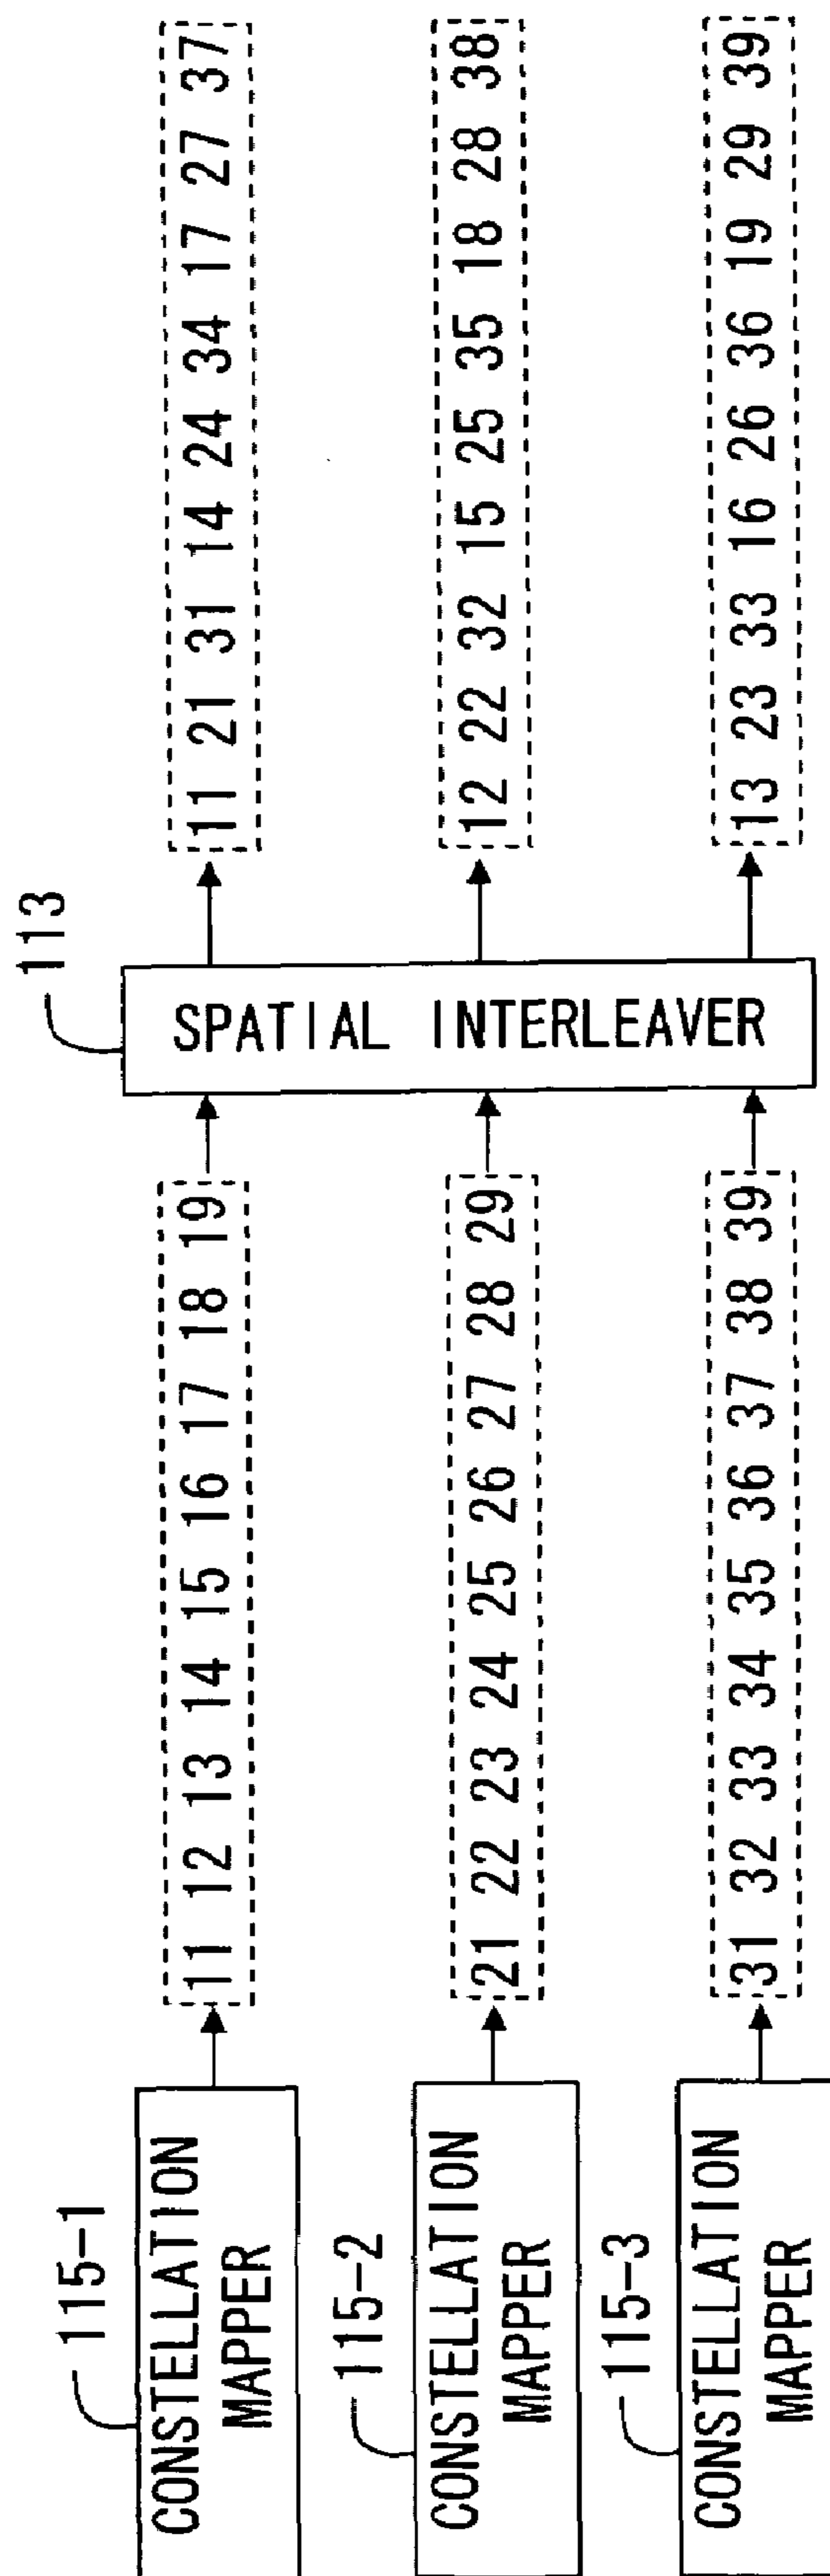 115-1
CONSTELLATION
MAPPER
11 12 13 14 15 16 17 18 19
115-2
CONSTELLATION
MAPPER
21 22 23 24 25 26 27 28 29
115-3
CONSTELLATION
MAPPER
31 32 33 34 35 36 37 38 39
113
SPATIAL INTERLEAVER
11 21 31 14 24 34 17 27 37
12 22 32 15 25 35 18 28 38
13 23 33 16 26 36 19 29 39